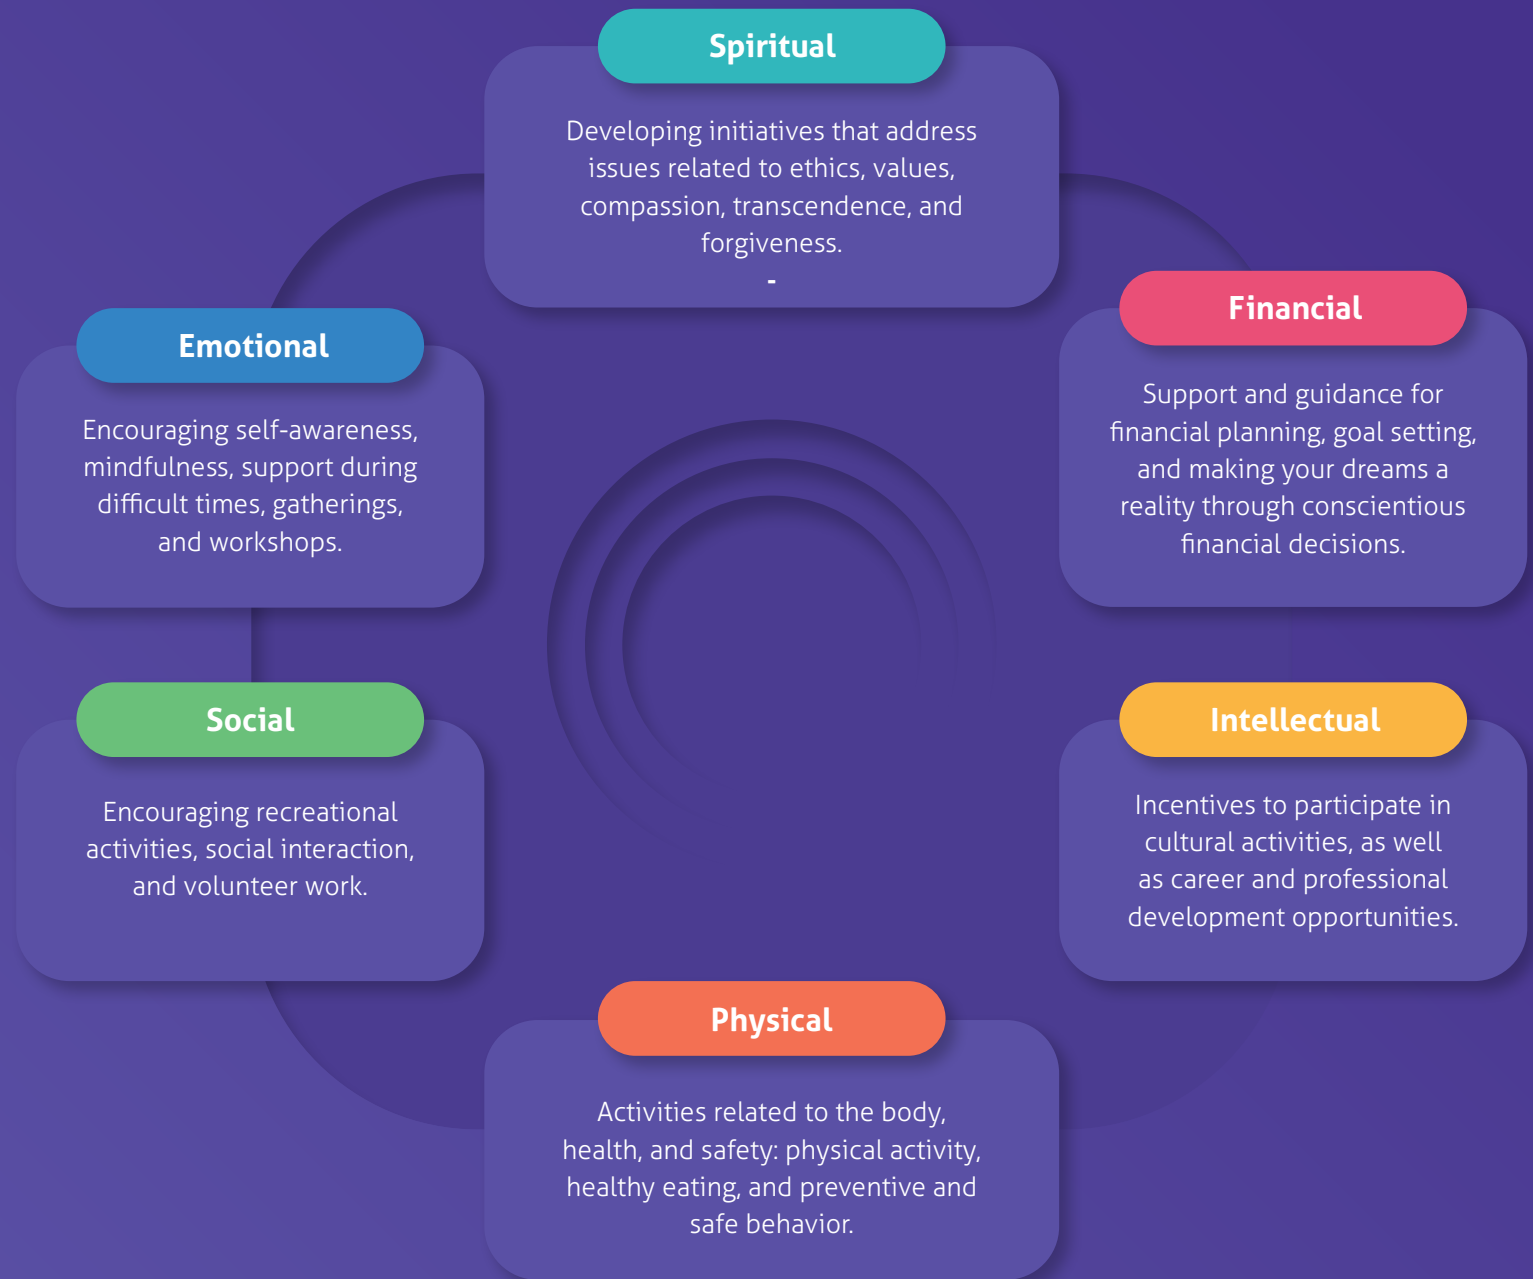 Spiritual
Developing initiatives that address
issues related to ethics, values,
compassion, transcendence, and
forgiveness.
-
Emotional
Encouraging self-awareness,
mindfulness, support during
difficult times, gatherings,
and workshops.
Financial
Support and guidance for
financial planning, goal setting,
and making your dreams a
reality through conscientious
financial decisions.
Social
Encouraging recreational
activities, social interaction,
and volunteer work.
Intellectual
Incentives to participate in
cultural activities, as well
as career and professional
development opportunities.
Physical
Activities related to the body,
health, and safety: physical activity,
healthy eating, and preventive and
safe behavior.